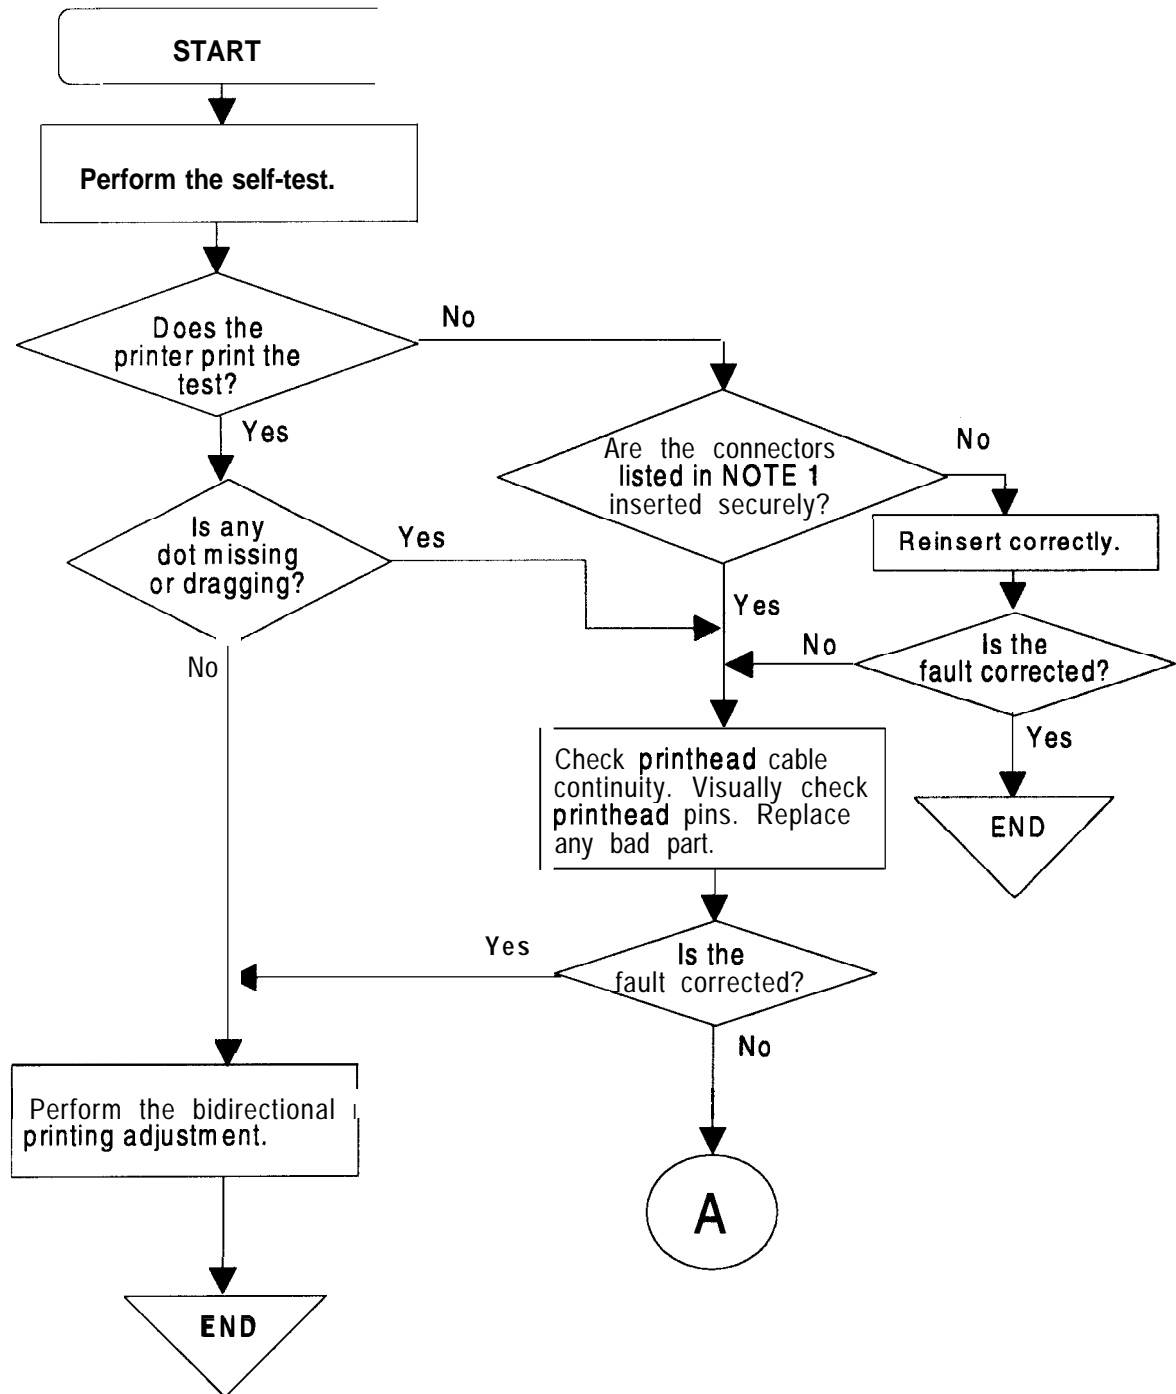 START
Perform the self-test.
Does the
printer print the
test?
No
Yes
Are the connectors
listed in NOTE 1
inserted securely?
No
Reinsert correctly.
Is any
dot missing
or dragging?
Yes
Yes
No
Is the
fault corrected?
No
Yes
END
Check printhead cable
continuity. Visually check
printhead pins. Replace
any bad part.
Yes
Is the
fault corrected?
No
Perform the bidirectional
printing adjustment.
A
END